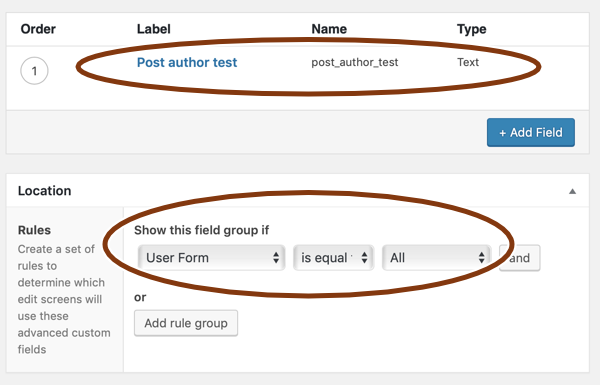 Order Label Name Type
1 Post author test post_author_test Text
+ Add Field
Location
Rules
Create a set of
rules to
determine which
edit screens will
use these
advanced custom
fields
Show this field group if
User Form is equal All and
or
Add rule group